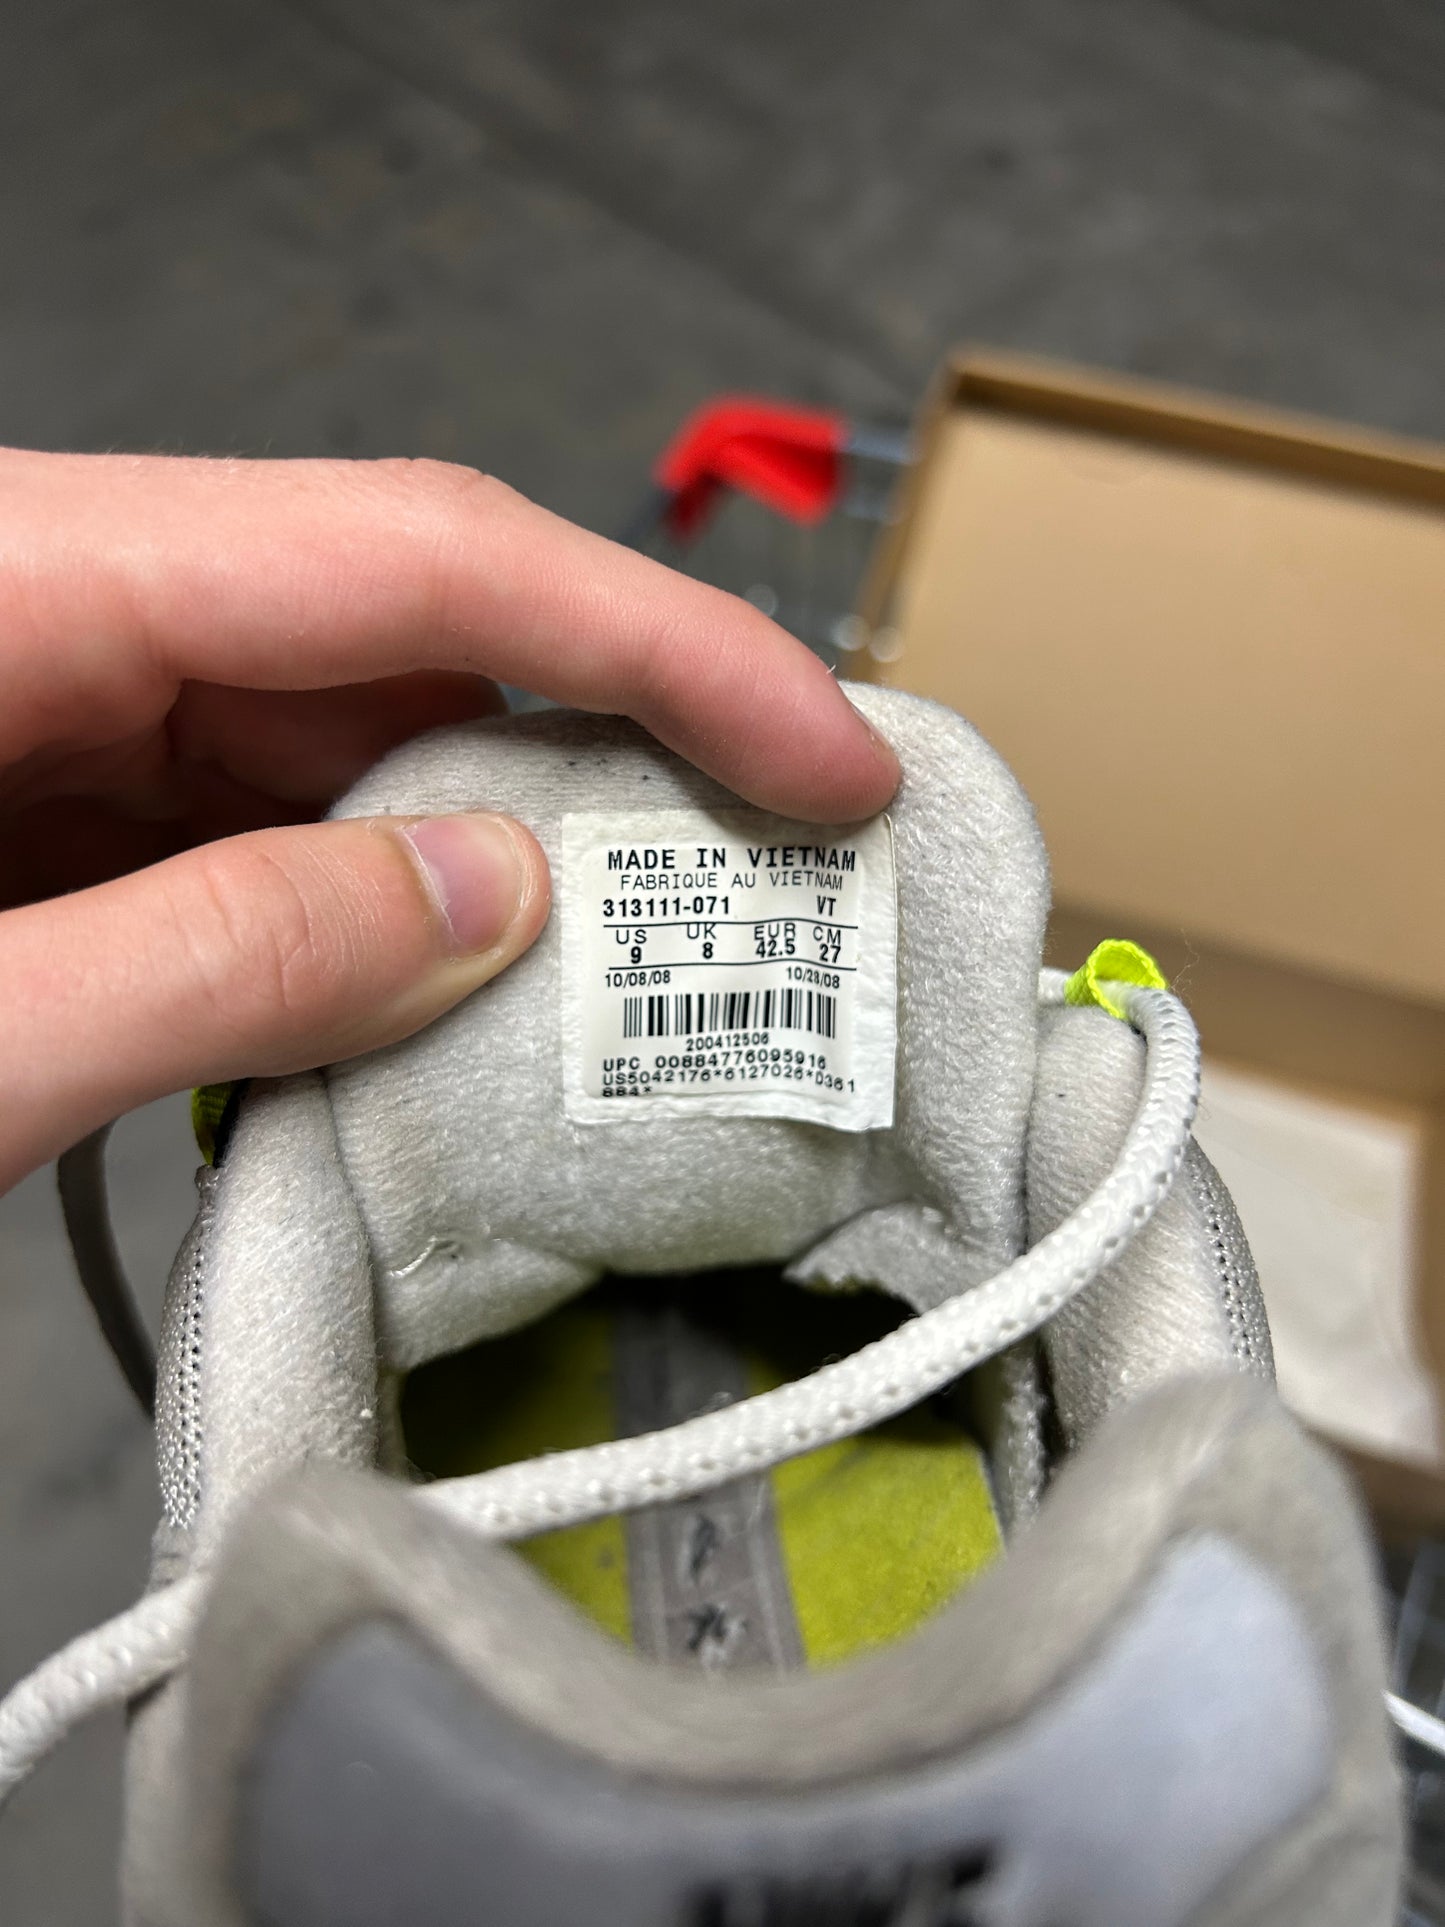 MADE IN VIETNAM
FABRIQUE AU VIETNAM
313111-071 VT
US UK EUR CM
9 8 42.5 27
10/08/08 10/28/08
200412506
UPC 00884776095916
US5042176*6127026*D361
884*